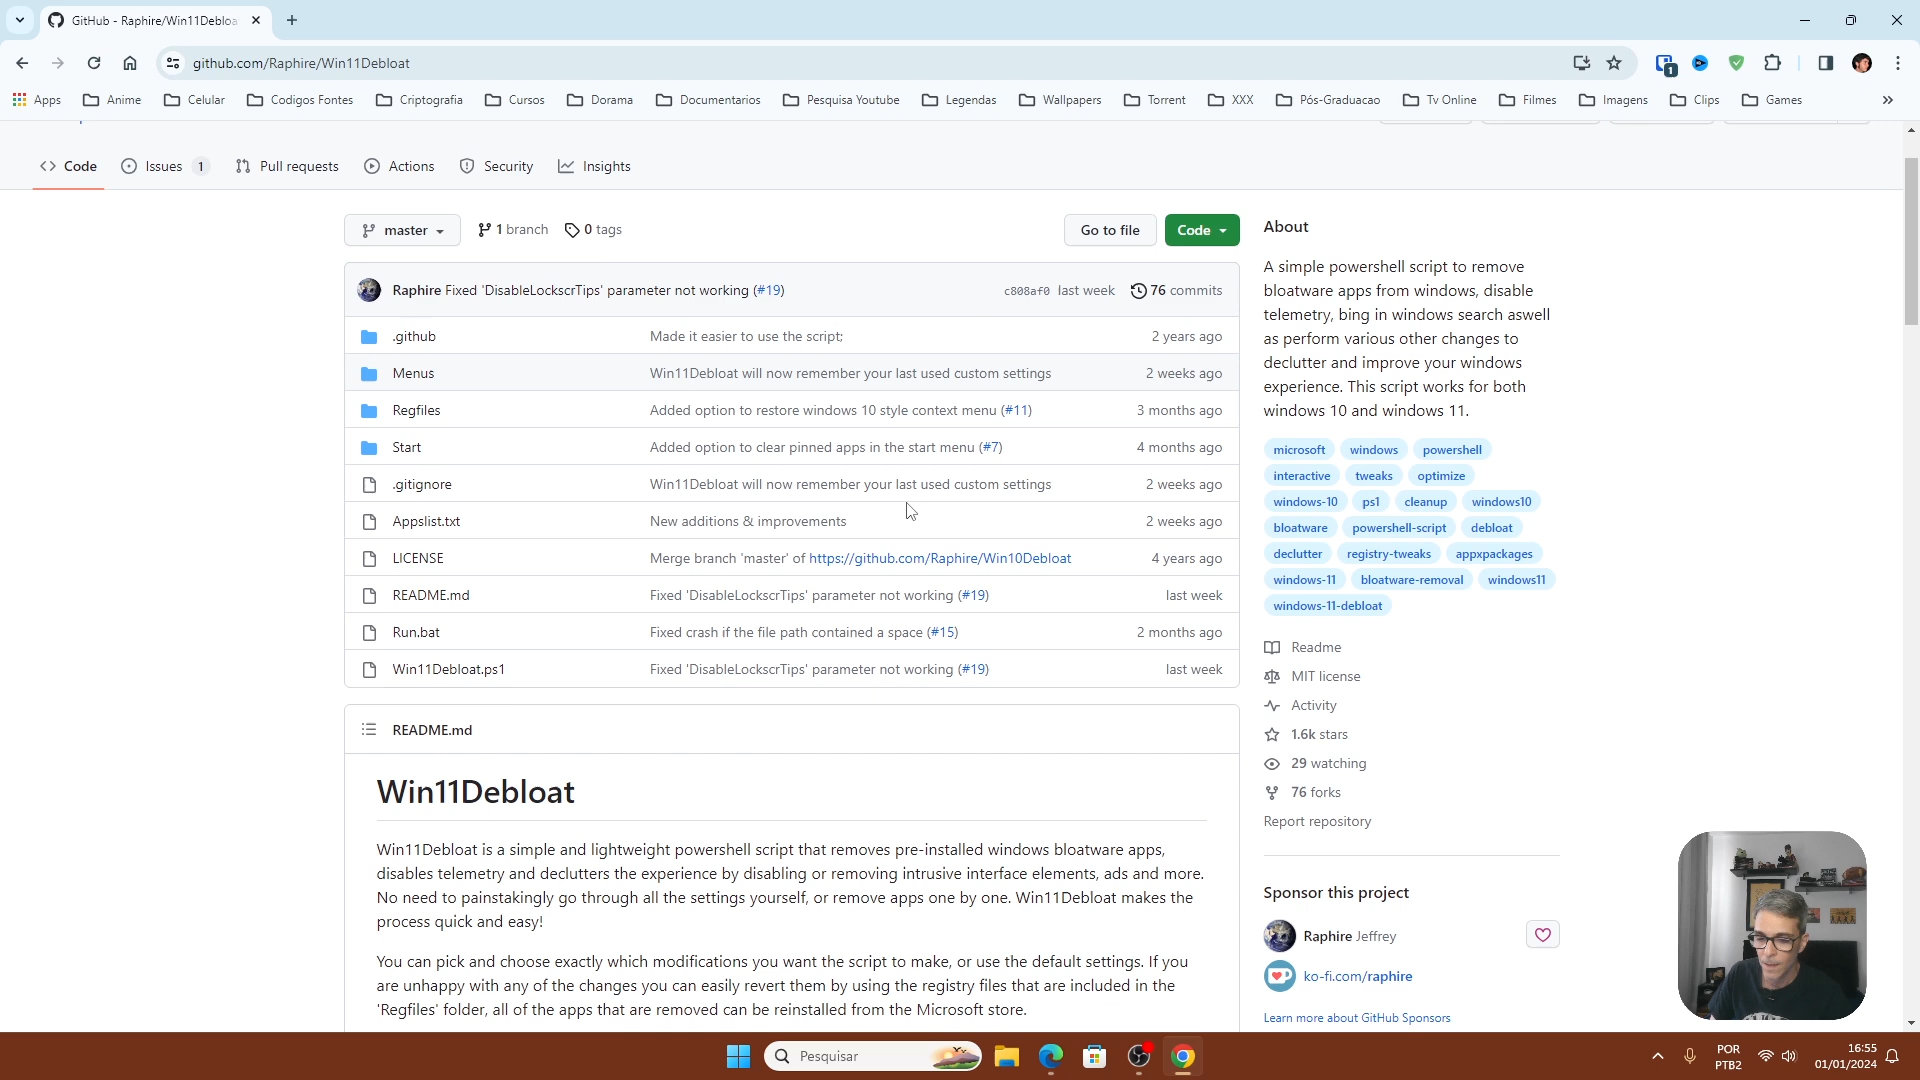 GitHub - Raphire/Win11Debloa
github.com/Raphire/Win11Debloat
1
Apps Anime Celular Codigos Fontes Criptografia Cursos Dorama Documentarios Pesquisa Youtube Legendas Wallpapers Torrent XXX Pós-Graduacao Tv Online Filmes Imagens Clips Games
Code Issues 1 Pull requests Actions Security Insights
master 1 branch 0 tags Go to file Code
Raphire Fixed 'DisableLockscrTips' parameter not working (#19) c808af0 last week 76 commits
.github Made it easier to use the script; 2 years ago
Menus Win11Debloat will now remember your last used custom settings 2 weeks ago
Regfiles Added option to restore windows 10 style context menu (#11) 3 months ago
Start Added option to clear pinned apps in the start menu (#7) 4 months ago
.gitignore Win11Debloat will now remember your last used custom settings 2 weeks ago
Appslist.txt New additions & improvements 2 weeks ago
LICENSE Merge branch 'master' of https://github.com/Raphire/Win10Debloat 4 years ago
README.md Fixed 'DisableLockscrTips' parameter not working (#19) last week
Run.bat Fixed crash if the file path contained a space (#15) 2 months ago
Win11Debloat.ps1 Fixed 'DisableLockscrTips' parameter not working (#19) last week
README.md
Win11Debloat
Win11Debloat is a simple and lightweight powershell script that removes pre-installed windows bloatware apps,
disables telemetry and declutters the experience by disabling or removing intrusive interface elements, ads and more.
No need to painstakingly go through all the settings yourself, or remove apps one by one. Win11Debloat makes the
process quick and easy!
You can pick and choose exactly which modifications you want the script to make, or use the default settings. If you
are unhappy with any of the changes you can easily revert them by using the registry files that are included in the
'Regfiles' folder, all of the apps that are removed can be reinstalled from the Microsoft store.
About
A simple powershell script to remove
bloatware apps from windows, disable
telemetry, bing in windows search aswell
as perform various other changes to
declutter and improve your windows
experience. This script works for both
windows 10 and windows 11.
microsoft windows powershell
interactive tweaks optimize
windows-10 ps1 cleanup windows10
bloatware powershell-script debloat
declutter registry-tweaks appxpackages
windows-11 bloatware-removal windows11
windows-11-debloat
Readme
MIT license
Activity
1.6k stars
29 watching
76 forks
Report repository
Sponsor this project
Raphire Jeffrey
ko-fi.com/raphire
Learn more about GitHub Sponsors
Pesquisar
POR
PTB2
16:55
01/01/2024